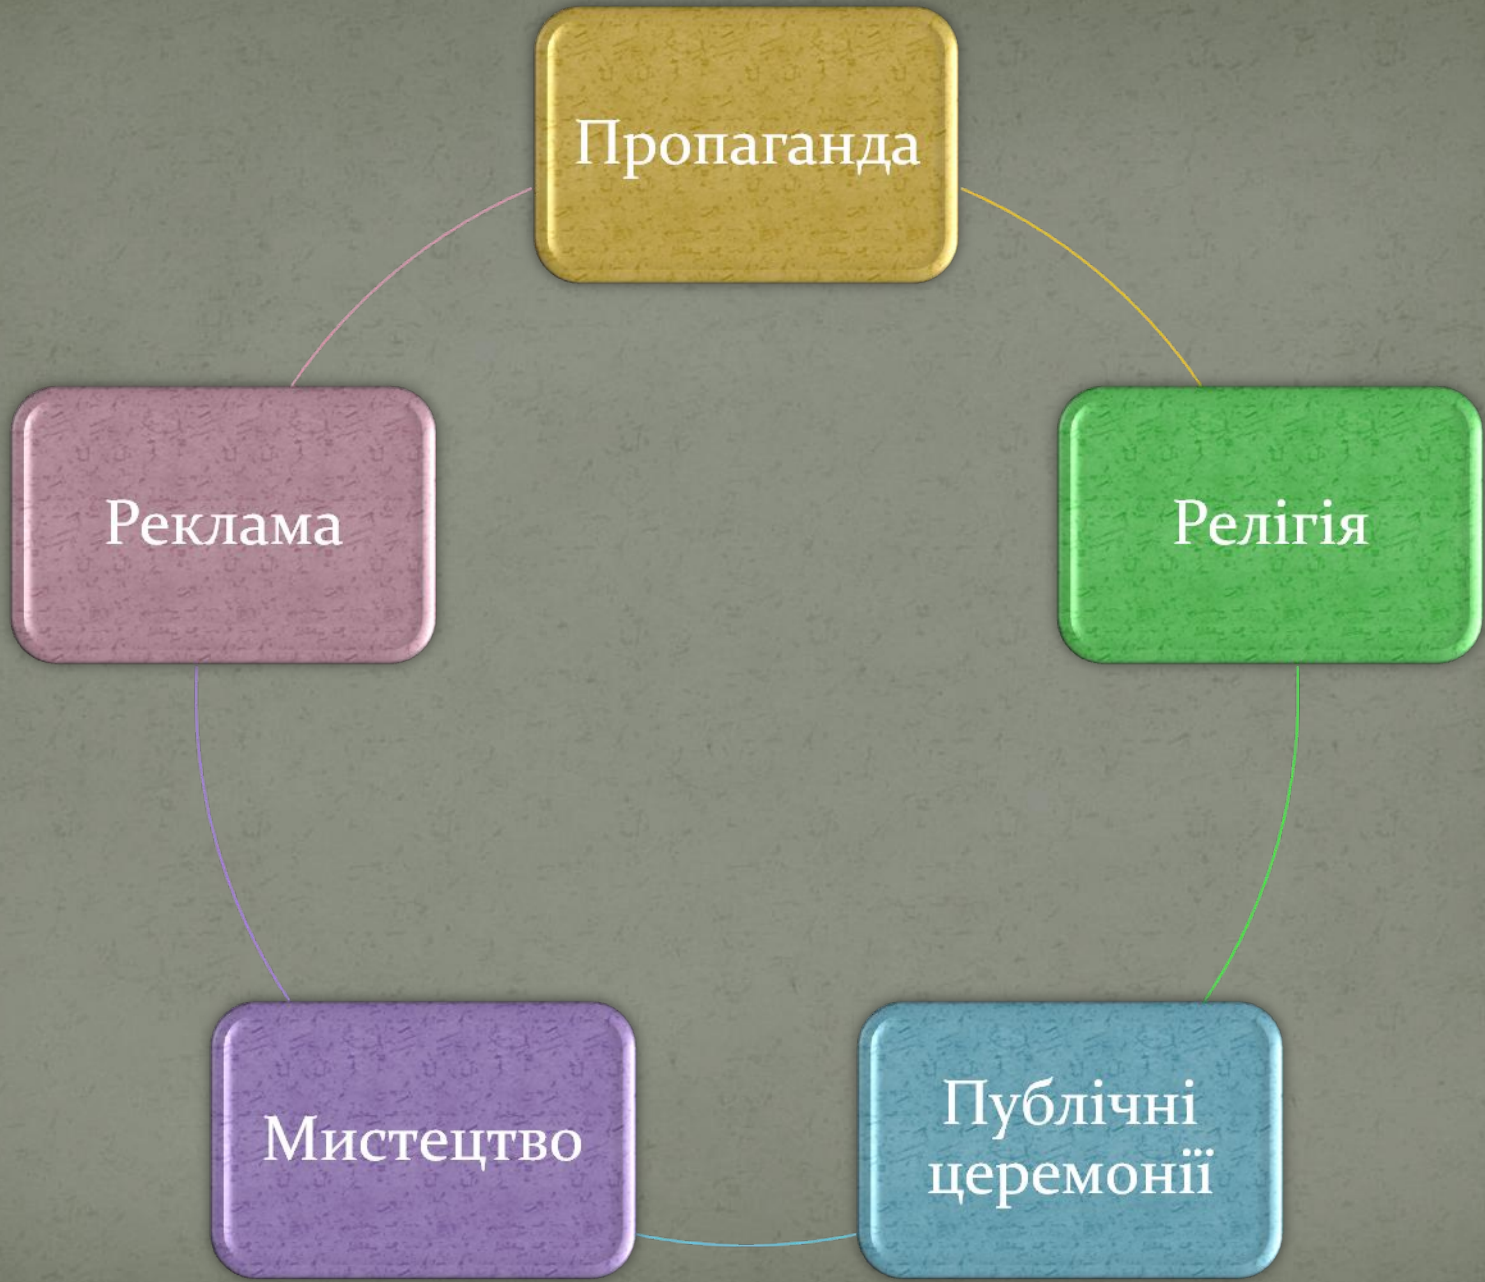 Пропаганда
Реклама
Релігія
Мистецтво
Публічні
церемонії